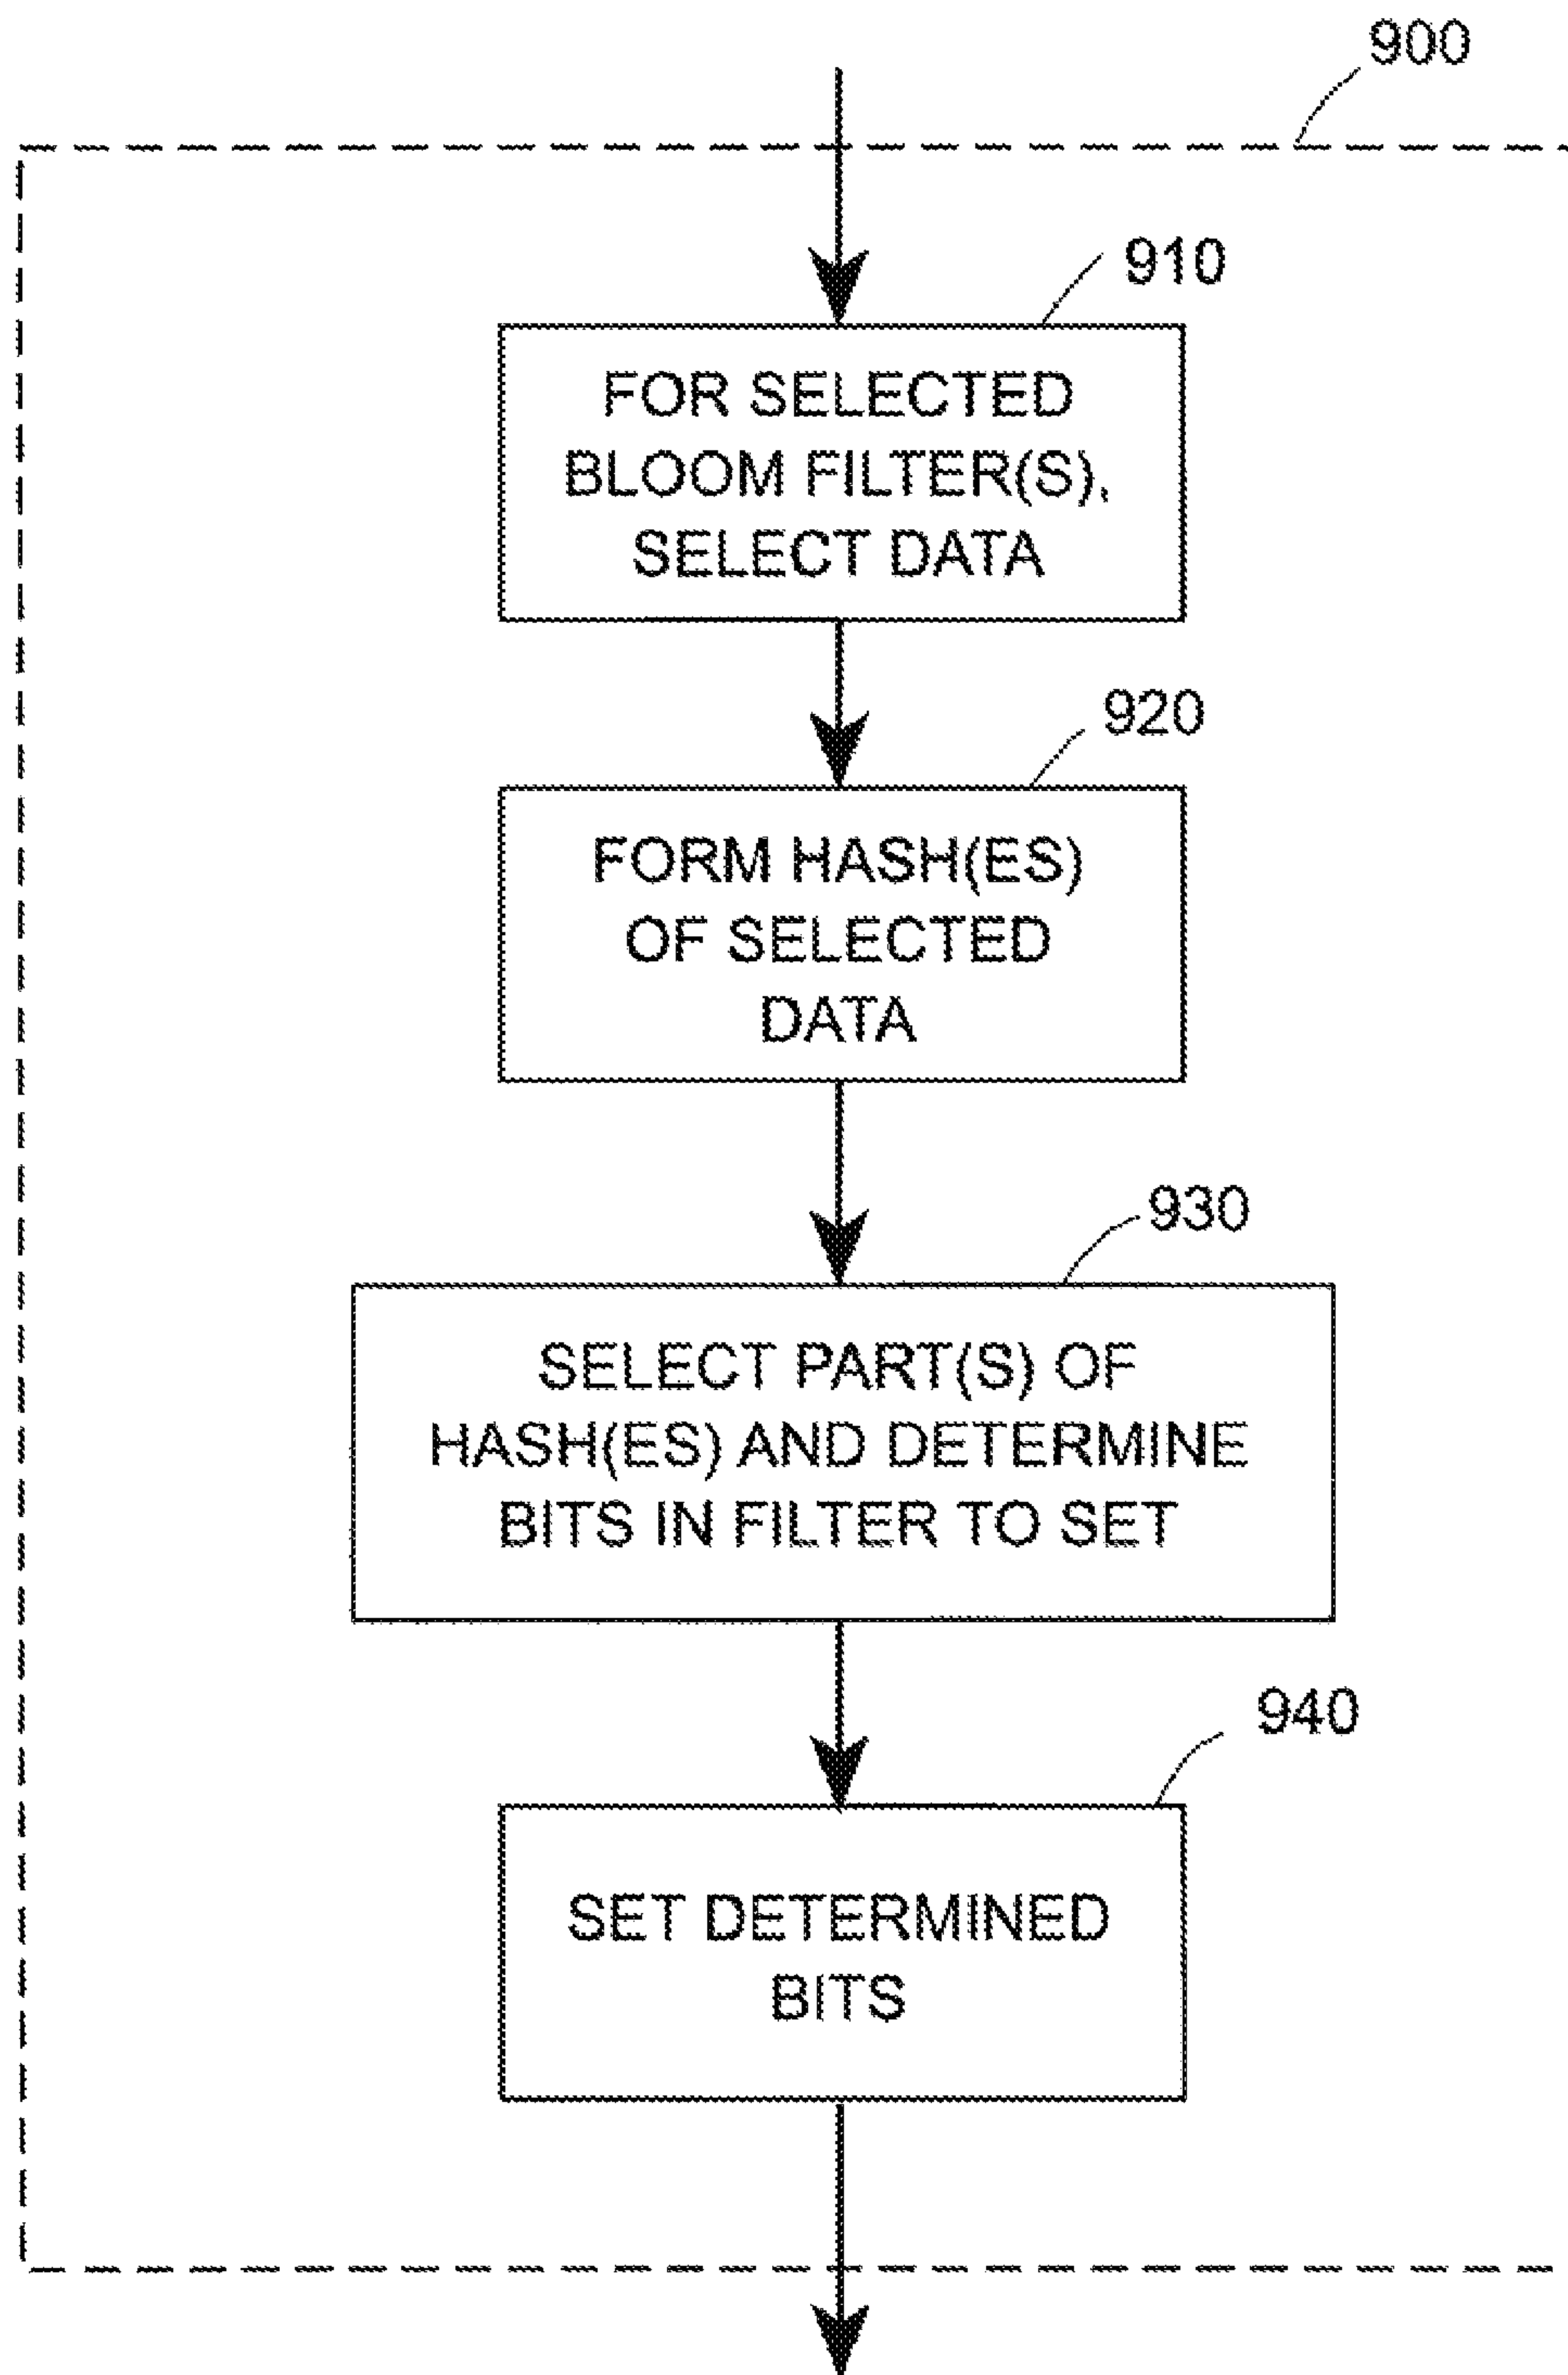 900
910
FOR SELECTED
BLOOM FILTER(S),
SELECT DATA
920
FORM HASH(ES)
OF SELECTED
DATA
930
SELECT PART(S) OF
HASH(ES) AND DETERMINE
BITS IN FILTER TO SET
940
SET DETERMINED
BITS